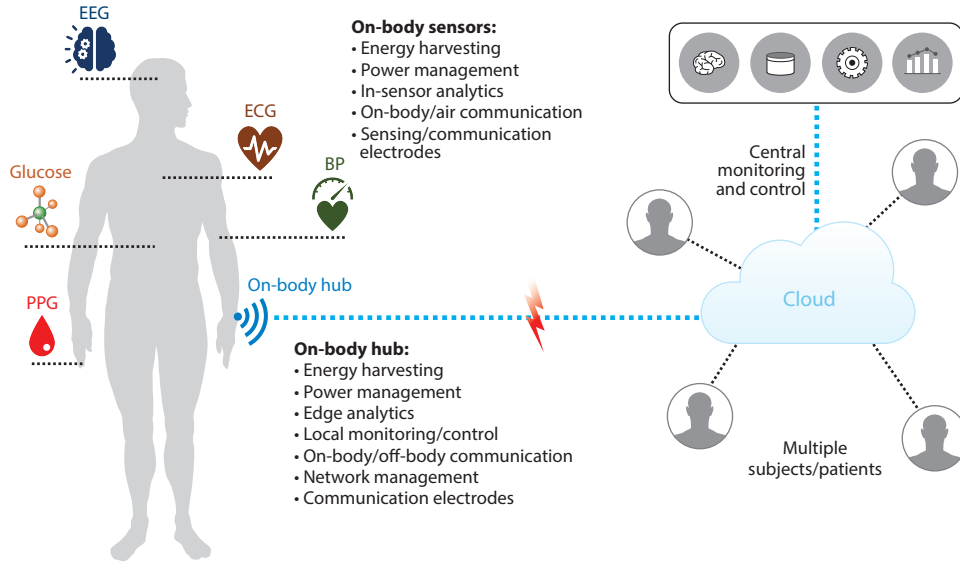 EEG
On-body sensors:
• Energy harvesting
• Power management
• In-sensor analytics
• On-body/air communication
• Sensing/communication
electrodes
ECG
BP
Glucose
PPG
On-body hub
On-body hub:
• Energy harvesting
• Power management
• Edge analytics
• Local monitoring/control
• On-body/off-body communication
• Network management
• Communication electrodes
Central
monitoring
and control
Cloud
Multiple
subjects/patients